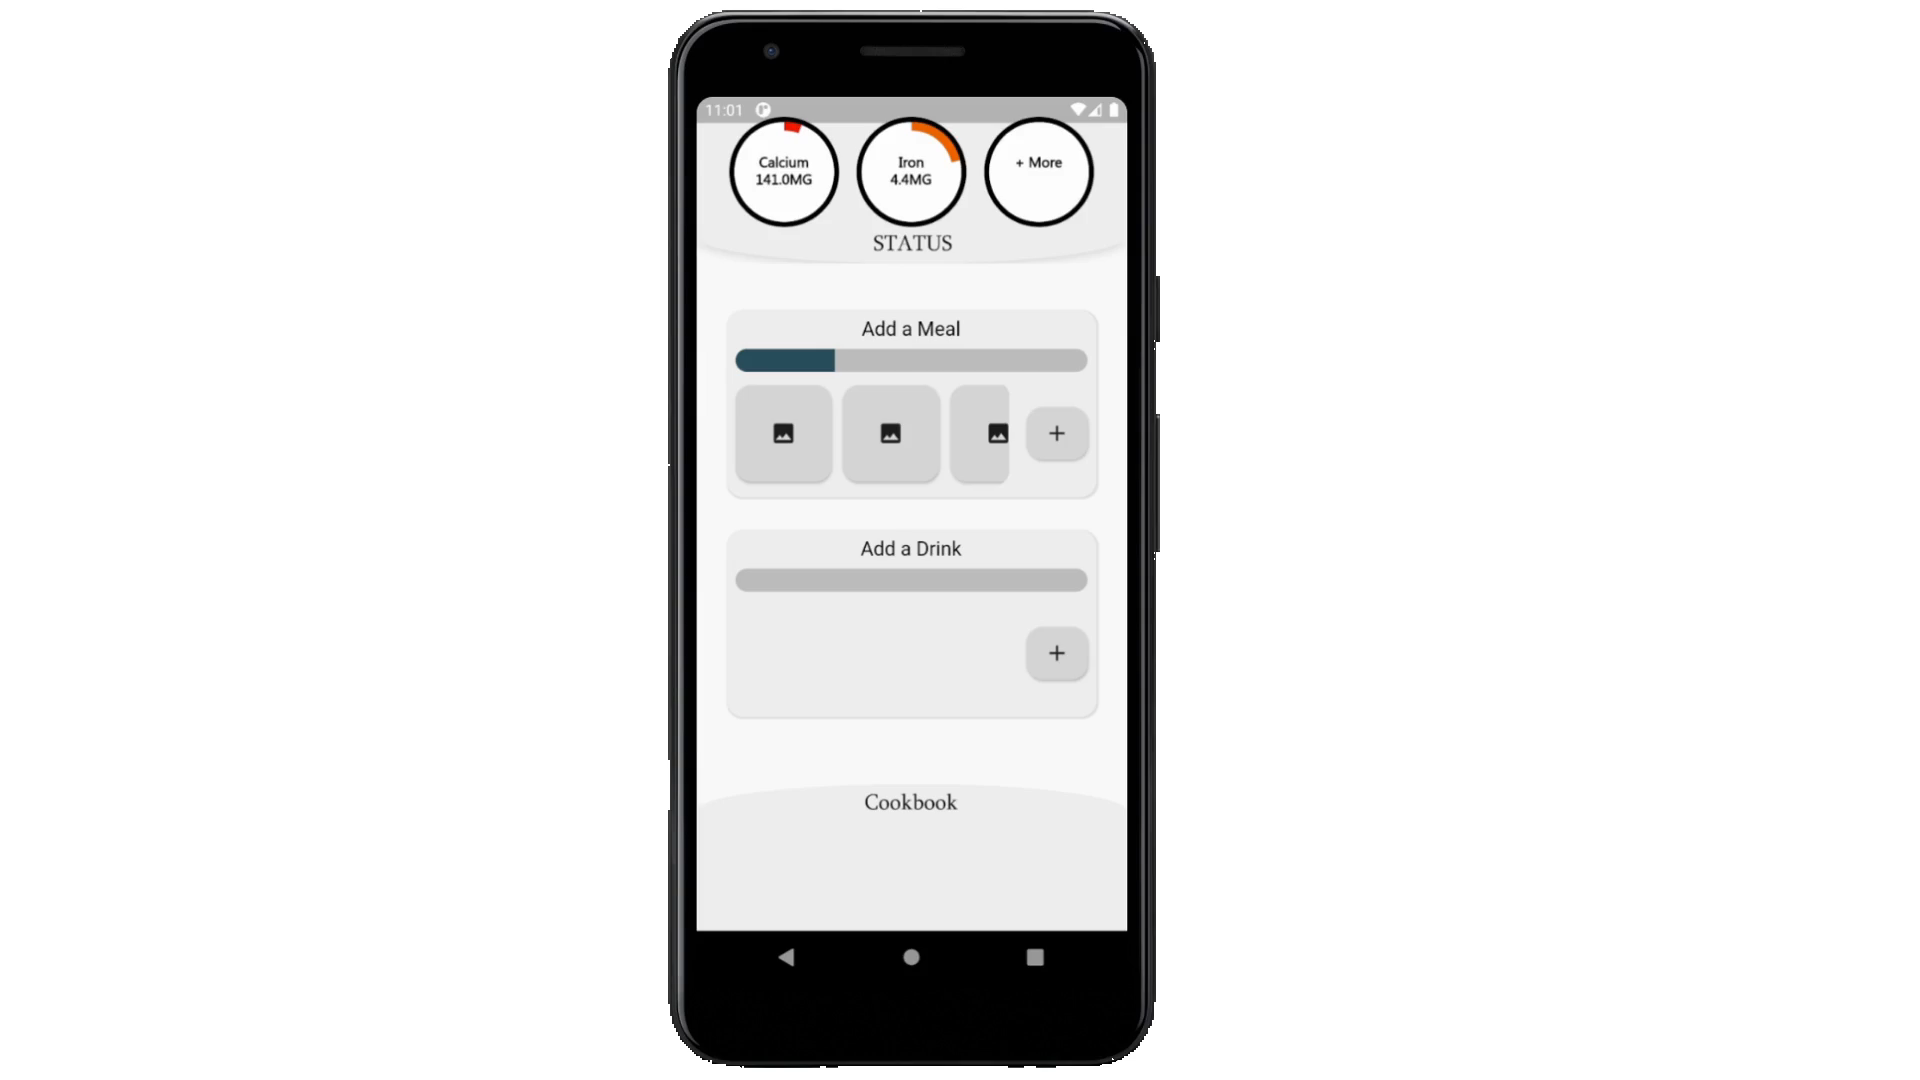 11:01
Calcium
141.0MG
Iron
4.4MG
+ More
STATUS
Add a Meal
+
Add a Drink
+
Cookbook